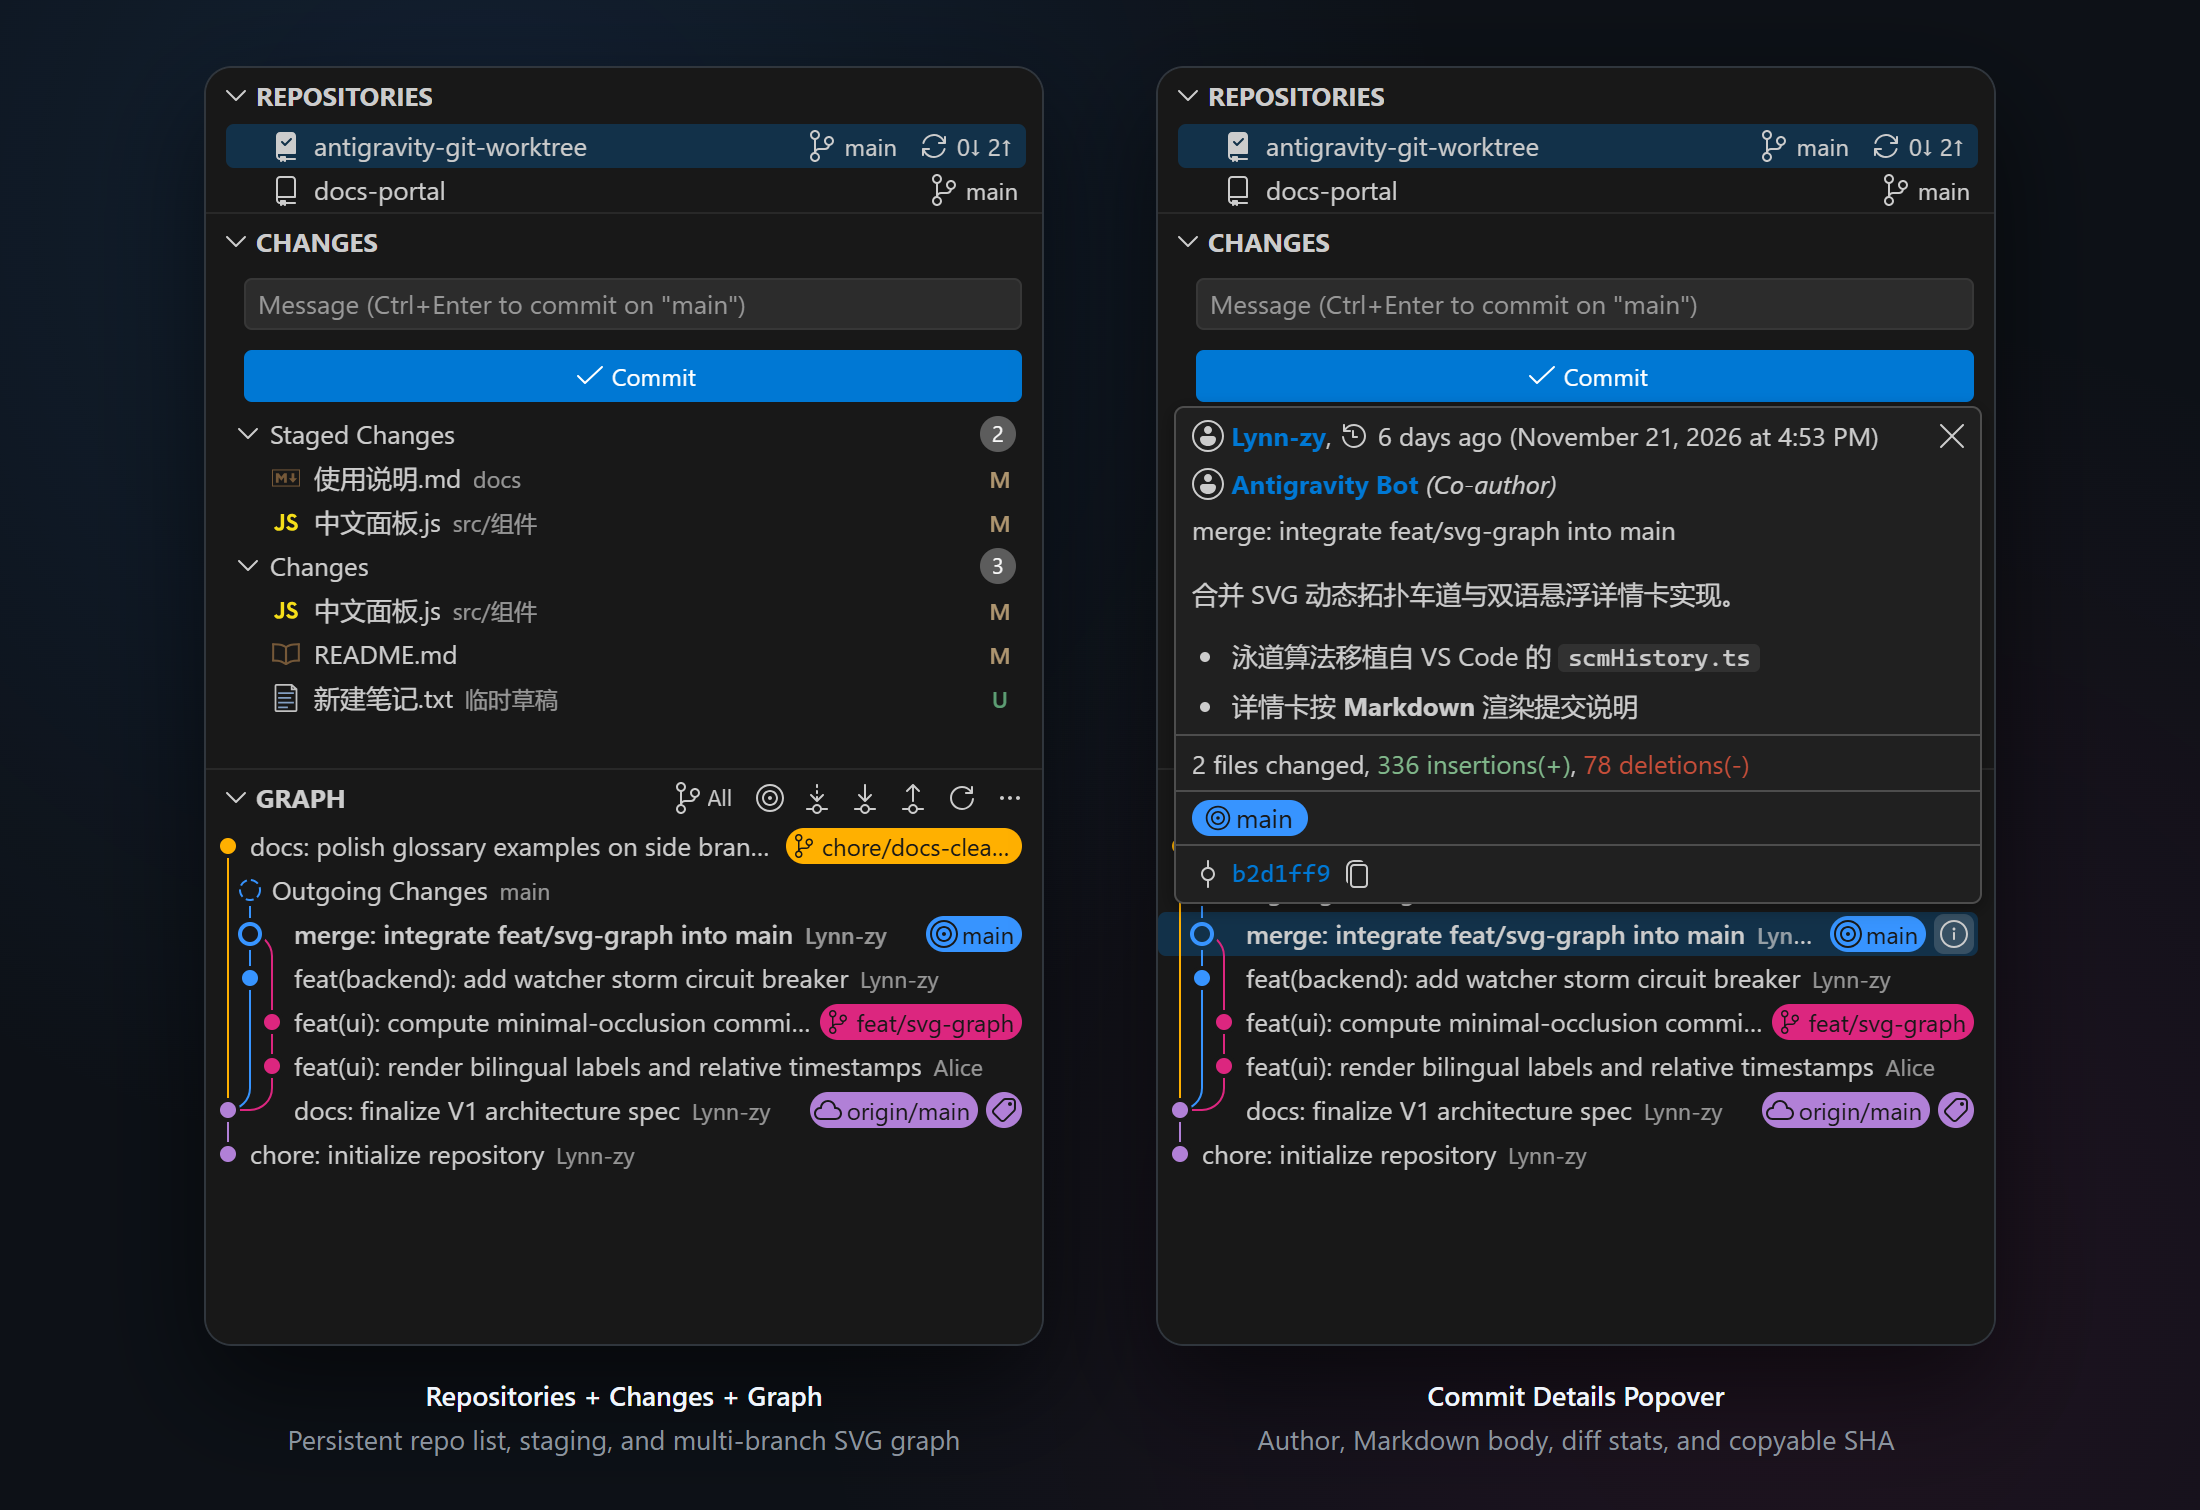 REPOSITORIES
antigravity-git-worktree main 0↓ 2↑
docs-portal main
CHANGES
Message (Ctrl+Enter to commit on "main")
Commit
Staged Changes 2
使用说明.md docs M
JS 中文面板.js src/组件 M
Changes 3
JS 中文面板.js src/组件 M
README.md M
新建笔记.txt 临时草稿 U
GRAPH All
docs: polish glossary examples on side bran... chore/docs-clea...
Outgoing Changes main
merge: integrate feat/svg-graph into main Lynn-zy main
feat(backend): add watcher storm circuit breaker Lynn-zy
feat(ui): compute minimal-occlusion commi... feat/svg-graph
feat(ui): render bilingual labels and relative timestamps Alice
docs: finalize V1 architecture spec Lynn-zy origin/main
chore: initialize repository Lynn-zy
Repositories + Changes + Graph
Persistent repo list, staging, and multi-branch SVG graph
REPOSITORIES
antigravity-git-worktree main 0↓ 2↑
docs-portal main
CHANGES
Message (Ctrl+Enter to commit on "main")
Commit
Lynn-zy, 6 days ago (November 21, 2026 at 4:53 PM)
Antigravity Bot (Co-author)
merge: integrate feat/svg-graph into main
合并 SVG 动态拓扑车道与双语悬浮详情卡实现。
• 泳道算法移植自 VS Code 的 scmHistory.ts
• 详情卡按 Markdown 渲染提交说明
2 files changed, 336 insertions(+), 78 deletions(-)
main
b2d1ff9
merge: integrate feat/svg-graph into main Lyn... main
feat(backend): add watcher storm circuit breaker Lynn-zy
feat(ui): compute minimal-occlusion commi... feat/svg-graph
feat(ui): render bilingual labels and relative timestamps Alice
docs: finalize V1 architecture spec Lynn-zy origin/main
chore: initialize repository Lynn-zy
Commit Details Popover
Author, Markdown body, diff stats, and copyable SHA